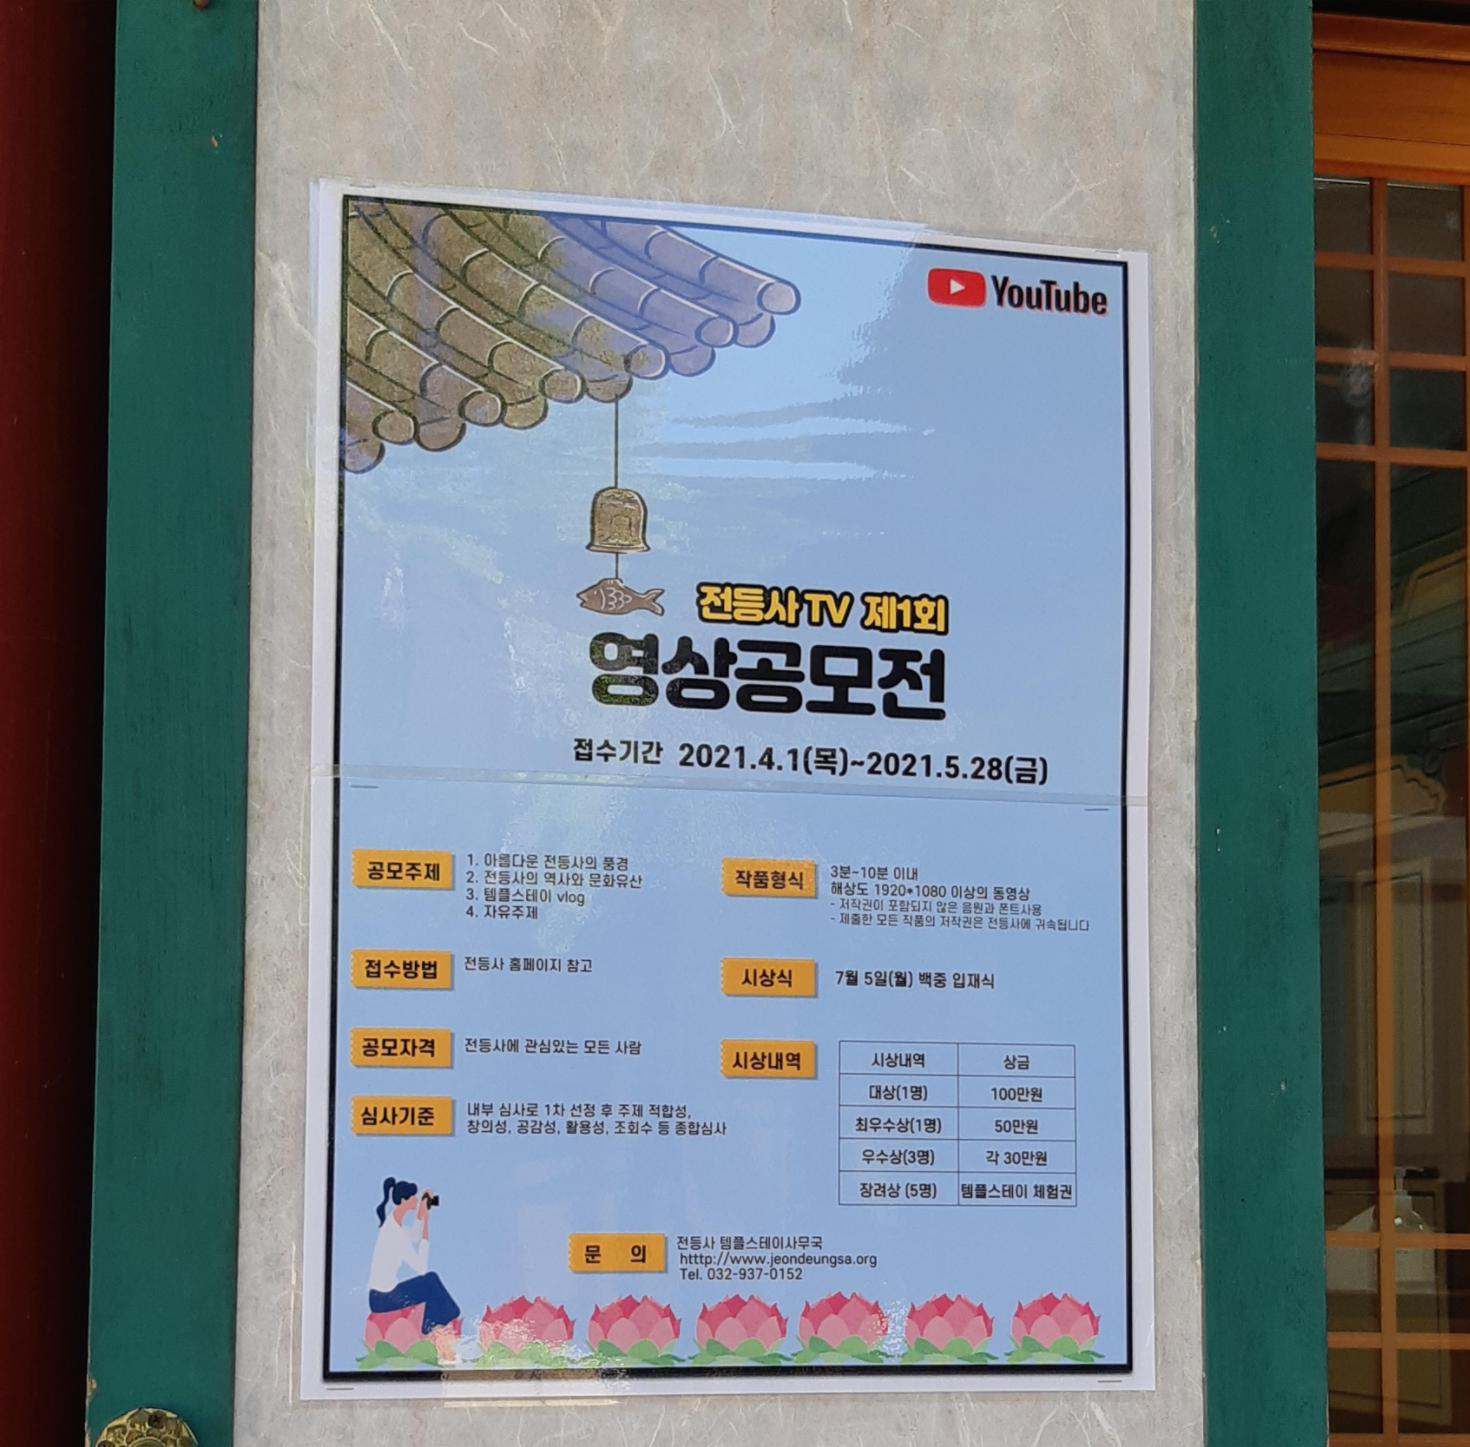 YouTube
전등사TV 제1회
영상공모전
접수기간 2021.4.1(목)~2021.5.28(금)
공모주제
1. 아름다운 전등사의 풍경
2. 전등사의 역사와 문화유산
3. 템플스테이 vlog
4. 자유주제
접수방법
전등사 홈페이지 참고
공모자격
전등사에 관심있는 모든 사람
심사기준
내부 심사로 1차 선정 후 주제 적합성,
창의성, 공감성, 활용성, 조회수 등 종합심사
작품형식
3분~10분 이내
해상도 1920*1080 이상의 동영상
- 저작권이 포함되지 않은 음원과 폰트사용
- 제출한 모든 작품의 저작권은 전등사에 귀속됩니다
시상식
7월 5일(월) 백중 입재식
시상내역
시상내역 상금
대상(1명) 100만원
최우수상(1명) 50만원
우수상(3명) 각 30만원
장려상 (5명) 템플스테이 체험권
문 의
전등사 템플스테이사무국
htttp://www.jeondeungsa.org
Tel. 032-937-0152